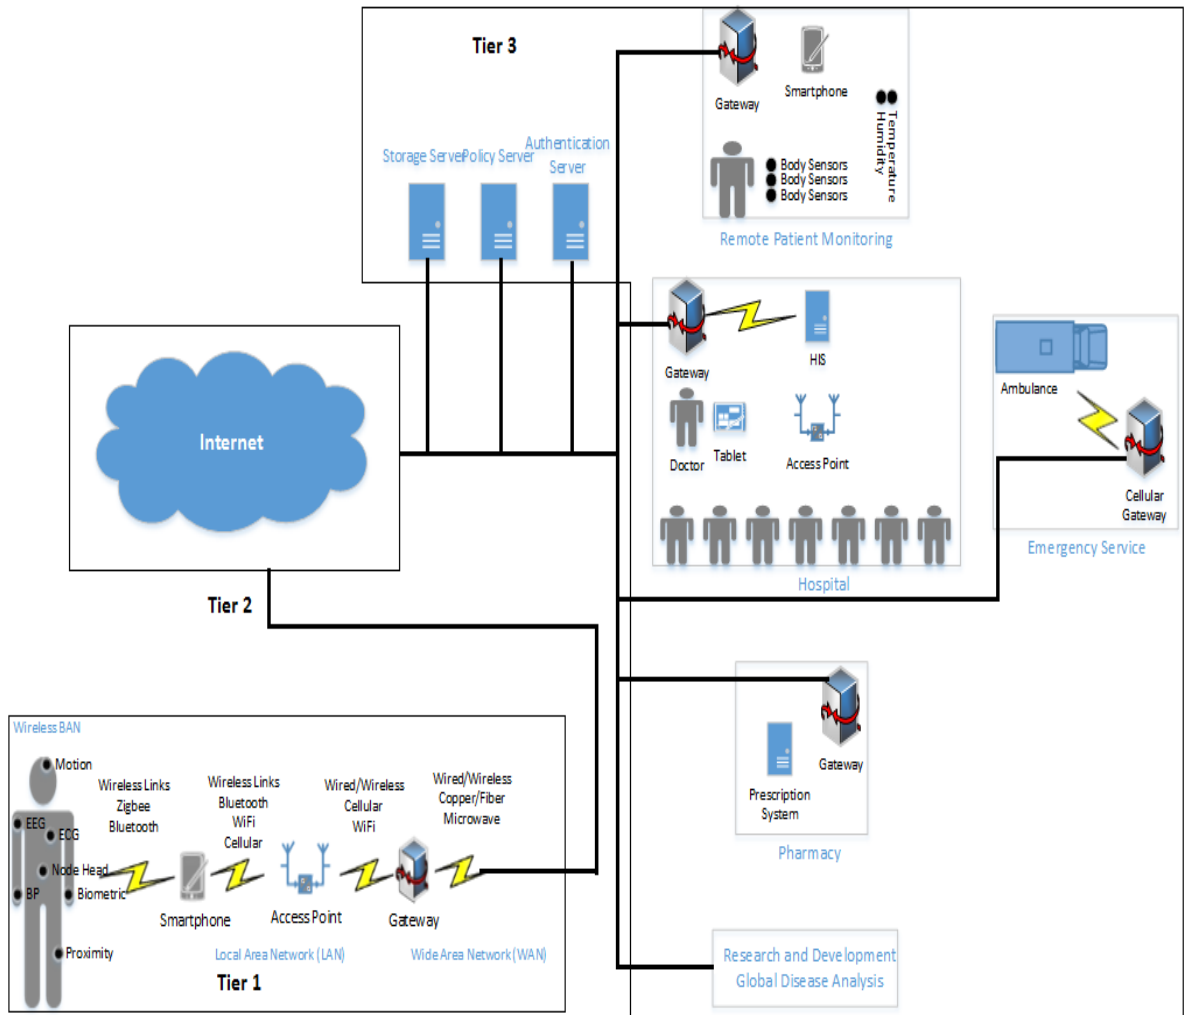 Tier 3
Storage Server
Policy Server
Authentication
Server
Gateway
Smartphone
Temperature
Humidity
Body Sensors
Body Sensors
Body Sensors
Remote Patient Monitoring
Gateway
HIS
Doctor
Tablet
Access Point
Hospital
Ambulance
Cellular
Gateway
Emergency Service
Internet
Tier 2
Prescription
System
Gateway
Pharmacy
Research and Development
Global Disease Analysis
Wireless BAN
Motion
EEG
ECG
Node Head
BP
Biometric
Proximity
Wireless Links
Zigbee
Bluetooth
Wireless Links
Bluetooth
WiFi
Cellular
Wired/Wireless
Cellular
WiFi
Wired/Wireless
Copper/Fiber
Microwave
Smartphone
Access Point
Gateway
Local Area Network (LAN)
Wide Area Network (WAN)
Tier 1